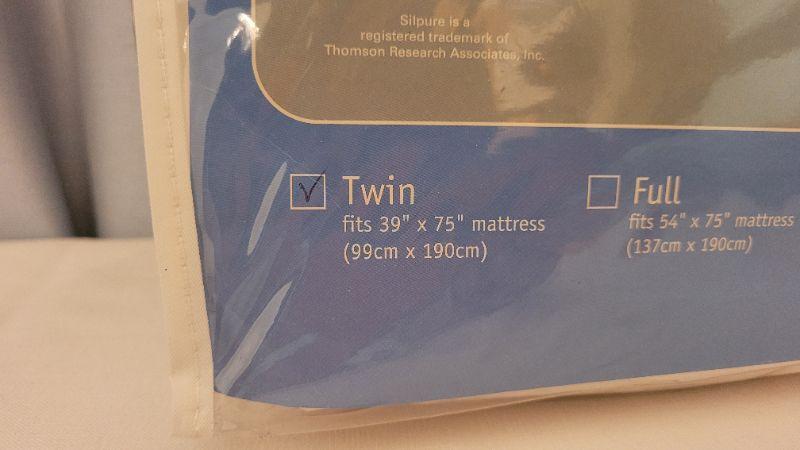 Silpure is a
registered trademark of
Thomson Research Associates, Inc.
Twin
fits 39" x 75" mattress
(99cm x 190cm)
Full
fits 54" x 75" mattress
(137cm x 190cm)